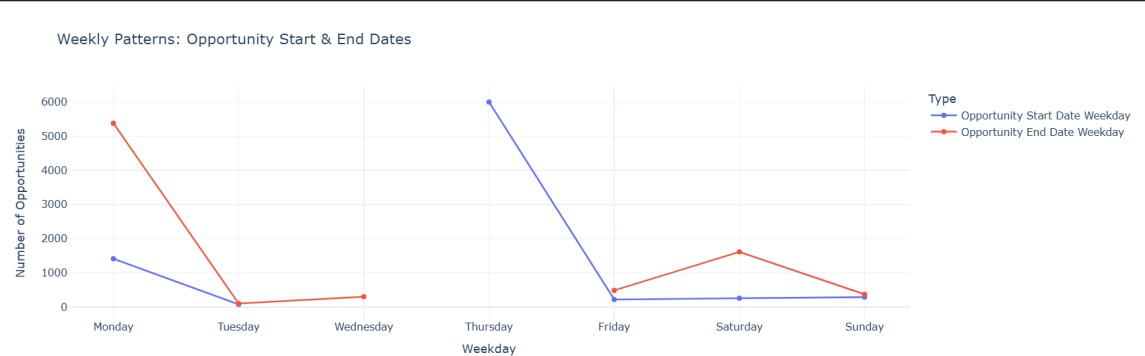 Weekly Patterns: Opportunity Start & End Dates
Type
Opportunity Start Date Weekday
Opportunity End Date Weekday
Number of Opportunities
6000
5000
4000
3000
2000
1000
0
Monday Tuesday Wednesday Thursday Friday Saturday Sunday
Weekday